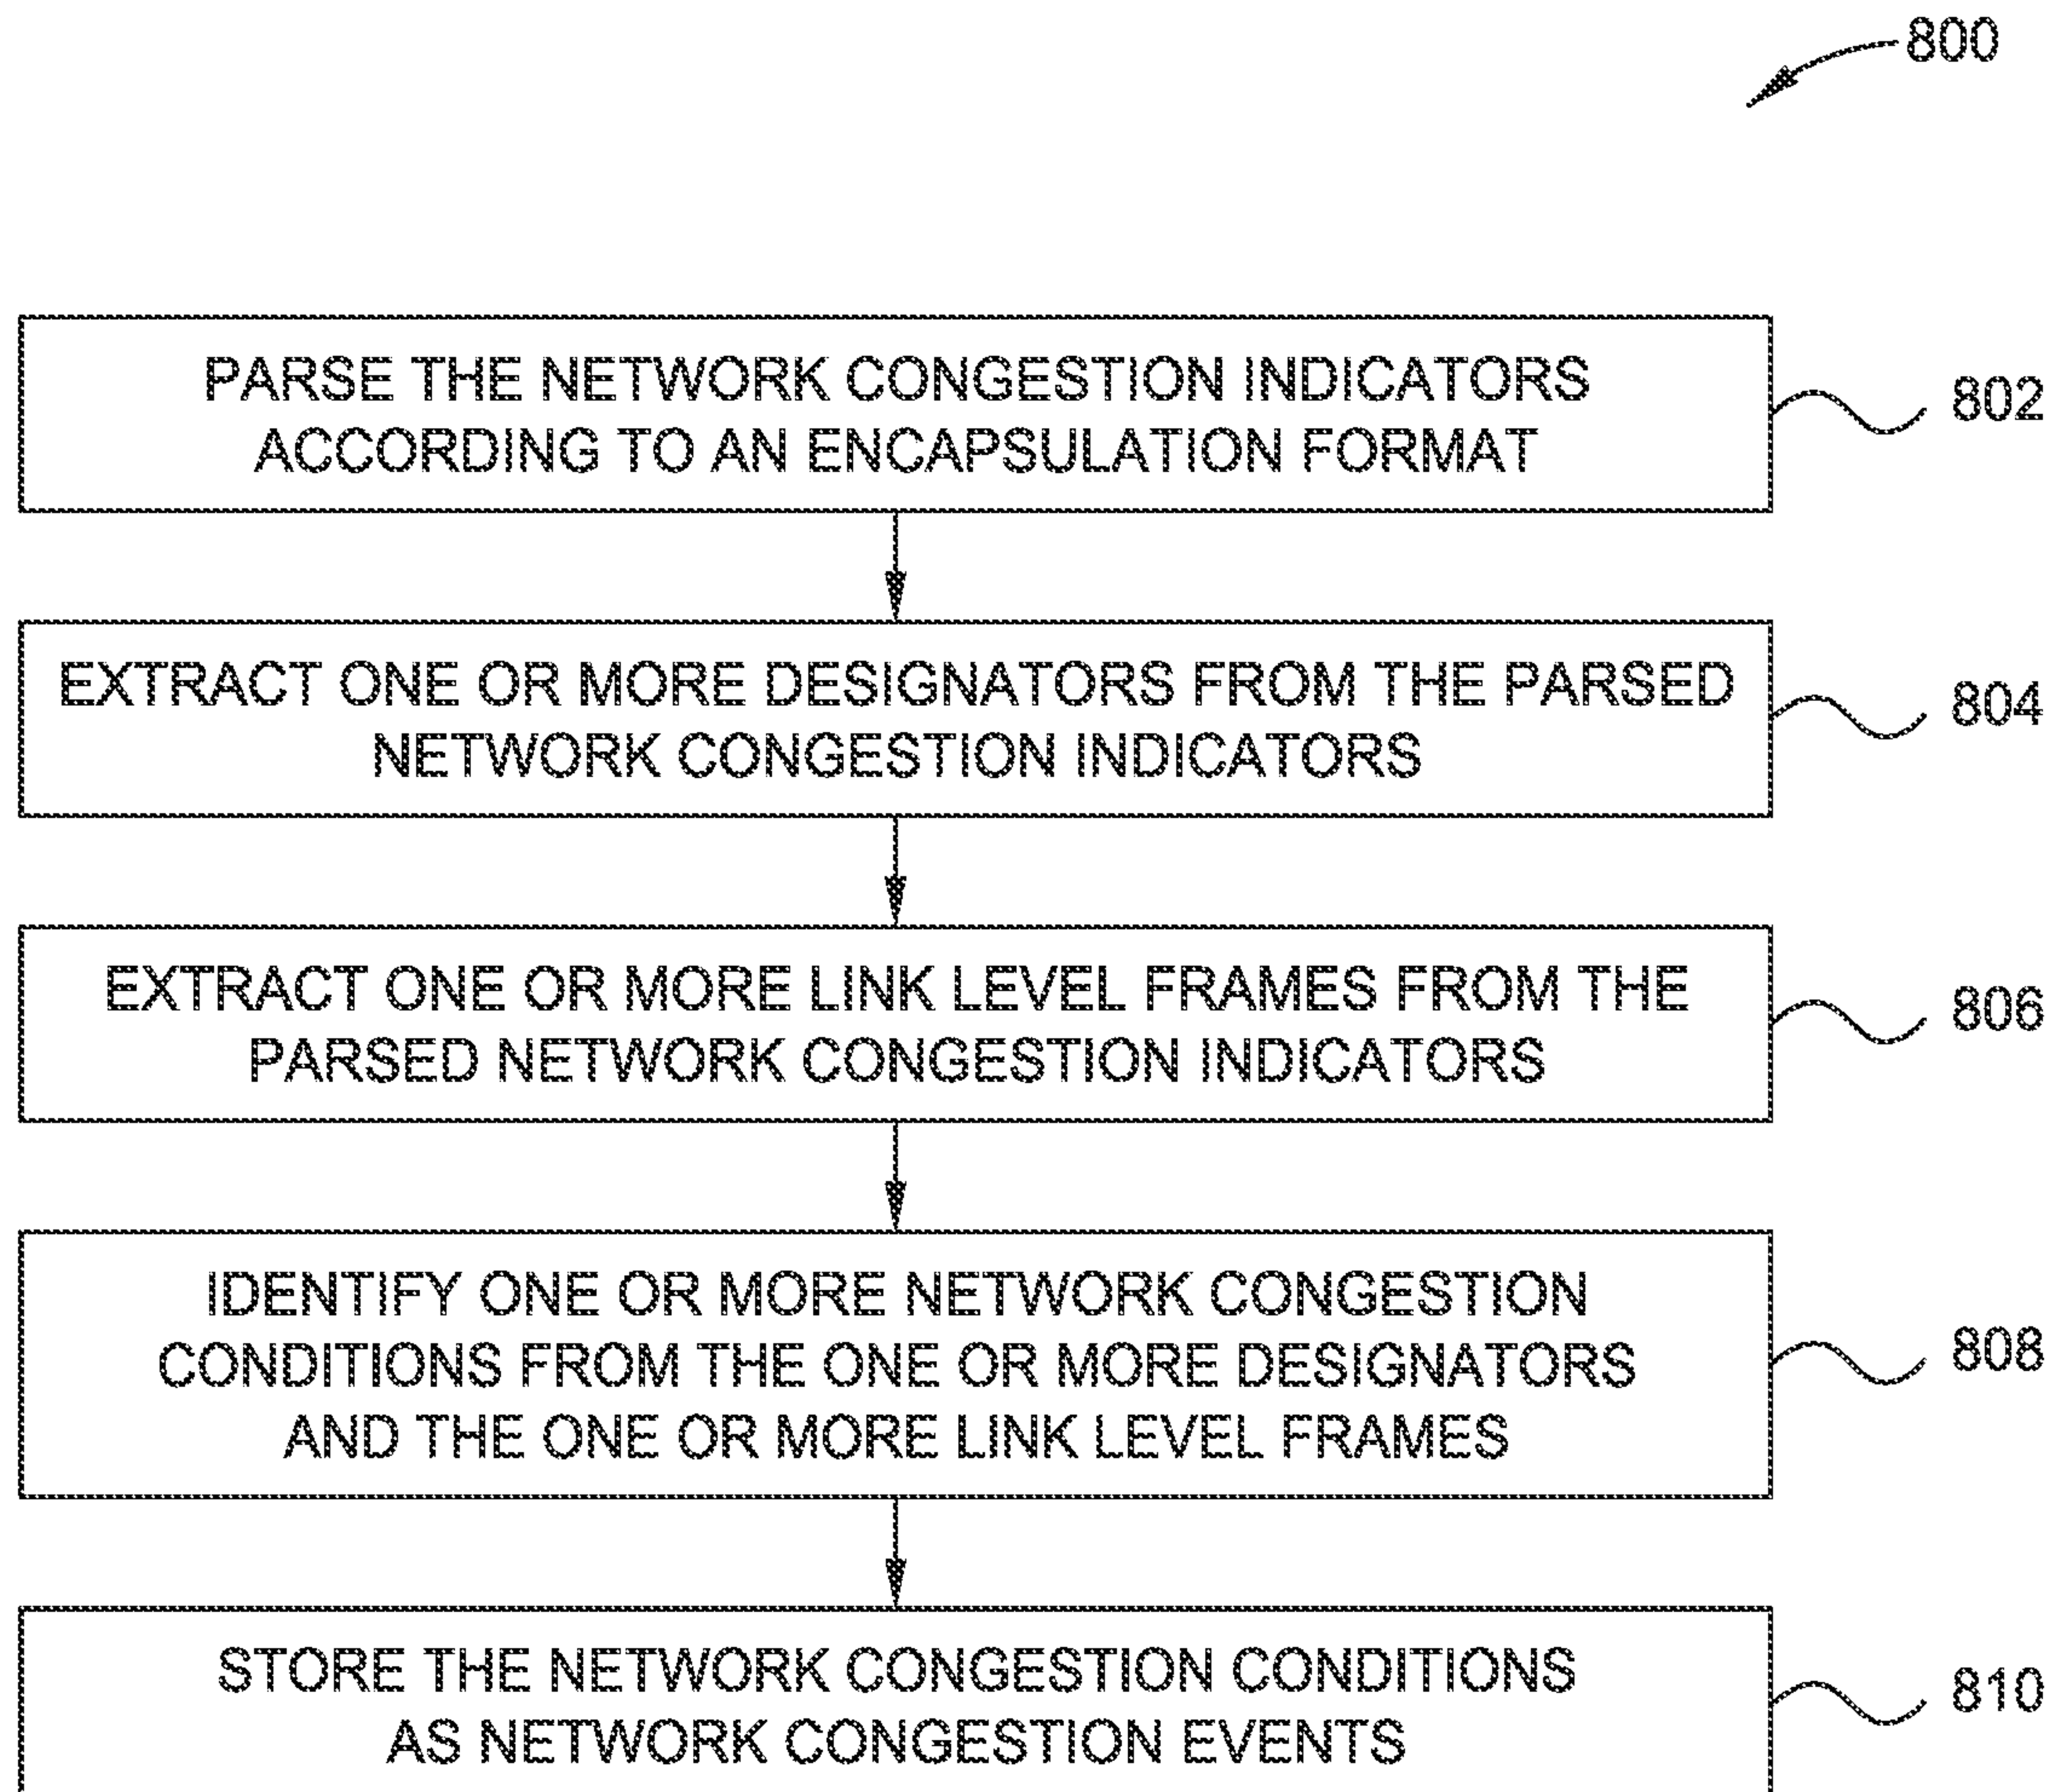 800
PARSE THE NETWORK CONGESTION INDICATORS
ACCORDING TO AN ENCAPSULATION FORMAT
802
EXTRACT ONE OR MORE DESIGNATORS FROM THE PARSED
NETWORK CONGESTION INDICATORS
804
EXTRACT ONE OR MORE LINK LEVEL FRAMES FROM THE
PARSED NETWORK CONGESTION INDICATORS
806
IDENTIFY ONE OR MORE NETWORK CONGESTION
CONDITIONS FROM THE ONE OR MORE DESIGNATORS
AND THE ONE OR MORE LINK LEVEL FRAMES
808
STORE THE NETWORK CONGESTION CONDITIONS
AS NETWORK CONGESTION EVENTS
810